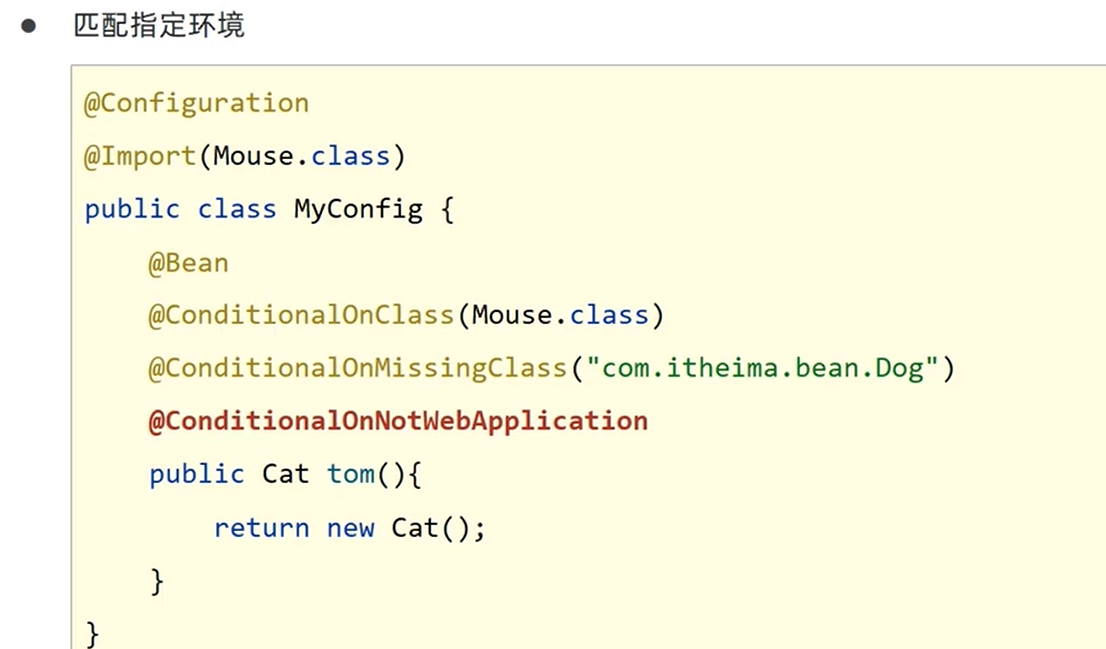 ● 匹配指定环境
@Configuration
@Import(Mouse.class)
public class MyConfig {
    @Bean
    @ConditionalOnClass(Mouse.class)
    @ConditionalOnMissingClass("com.itheima.bean.Dog")
    @ConditionalOnNotWebApplication
    public Cat tom(){
        return new Cat();
    }
}